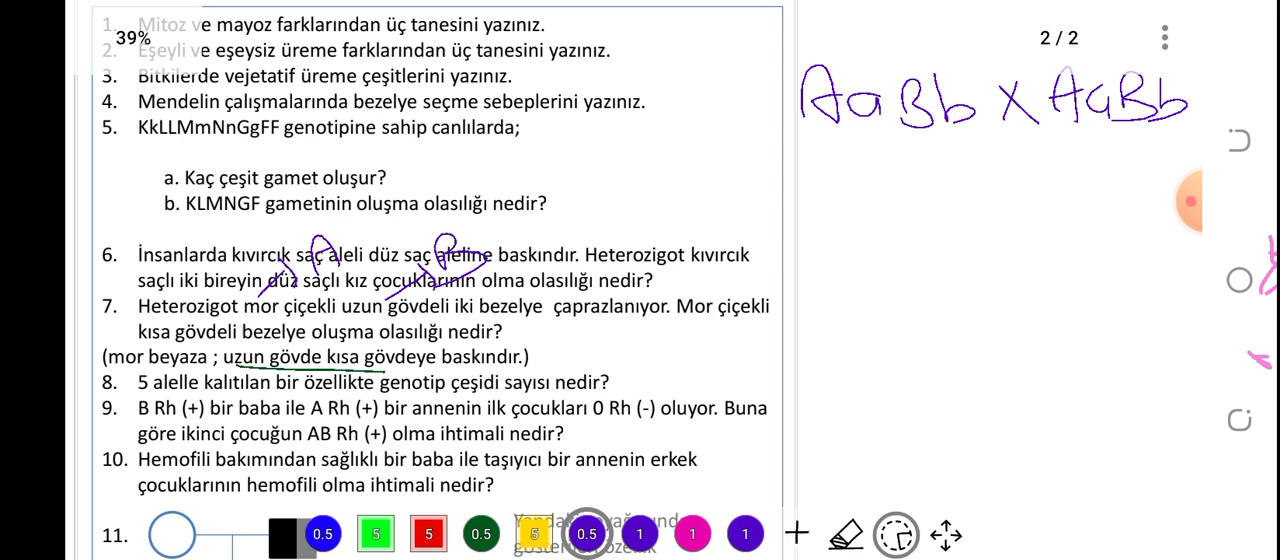 39%
2 / 2
1. Mitoz ve mayoz farklarından üç tanesini yazınız.
2. Eşeyli ve eşeysiz üreme farklarından üç tanesini yazınız.
3. Bitkilerde vejetatif üreme çeşitlerini yazınız.
4. Mendelin çalışmalarında bezelye seçme sebeplerini yazınız.
5. KkLLMmNnGgFF genotipine sahip canlılarda;
a. Kaç çeşit gamet oluşur?
b. KLMNGF gametinin oluşma olasılığı nedir?
AaBb X AaBb
A B
6. İnsanlarda kıvırcık saç aleli düz saç aleline baskındır. Heterozigot kıvırcık
saçlı iki bireyin düz saçlı kız çocuklarının olma olasılığı nedir?
7. Heterozigot mor çiçekli uzun gövdeli iki bezelye çaprazlanıyor. Mor çiçekli
kısa gövdeli bezelye oluşma olasılığı nedir?
(mor beyaza ; uzun gövde kısa gövdeye baskındır.)
8. 5 alelle kalıtılan bir özellikte genotip çeşidi sayısı nedir?
9. B Rh (+) bir baba ile A Rh (+) bir annenin ilk çocukları 0 Rh (-) oluyor. Buna
göre ikinci çocuğun AB Rh (+) olma ihtimali nedir?
10. Hemofili bakımından sağlıklı bir baba ile taşıyıcı bir annenin erkek
çocuklarının hemofili olma ihtimali nedir?
11.
0.5 5 5 0.5 5 0.5 1 1 1